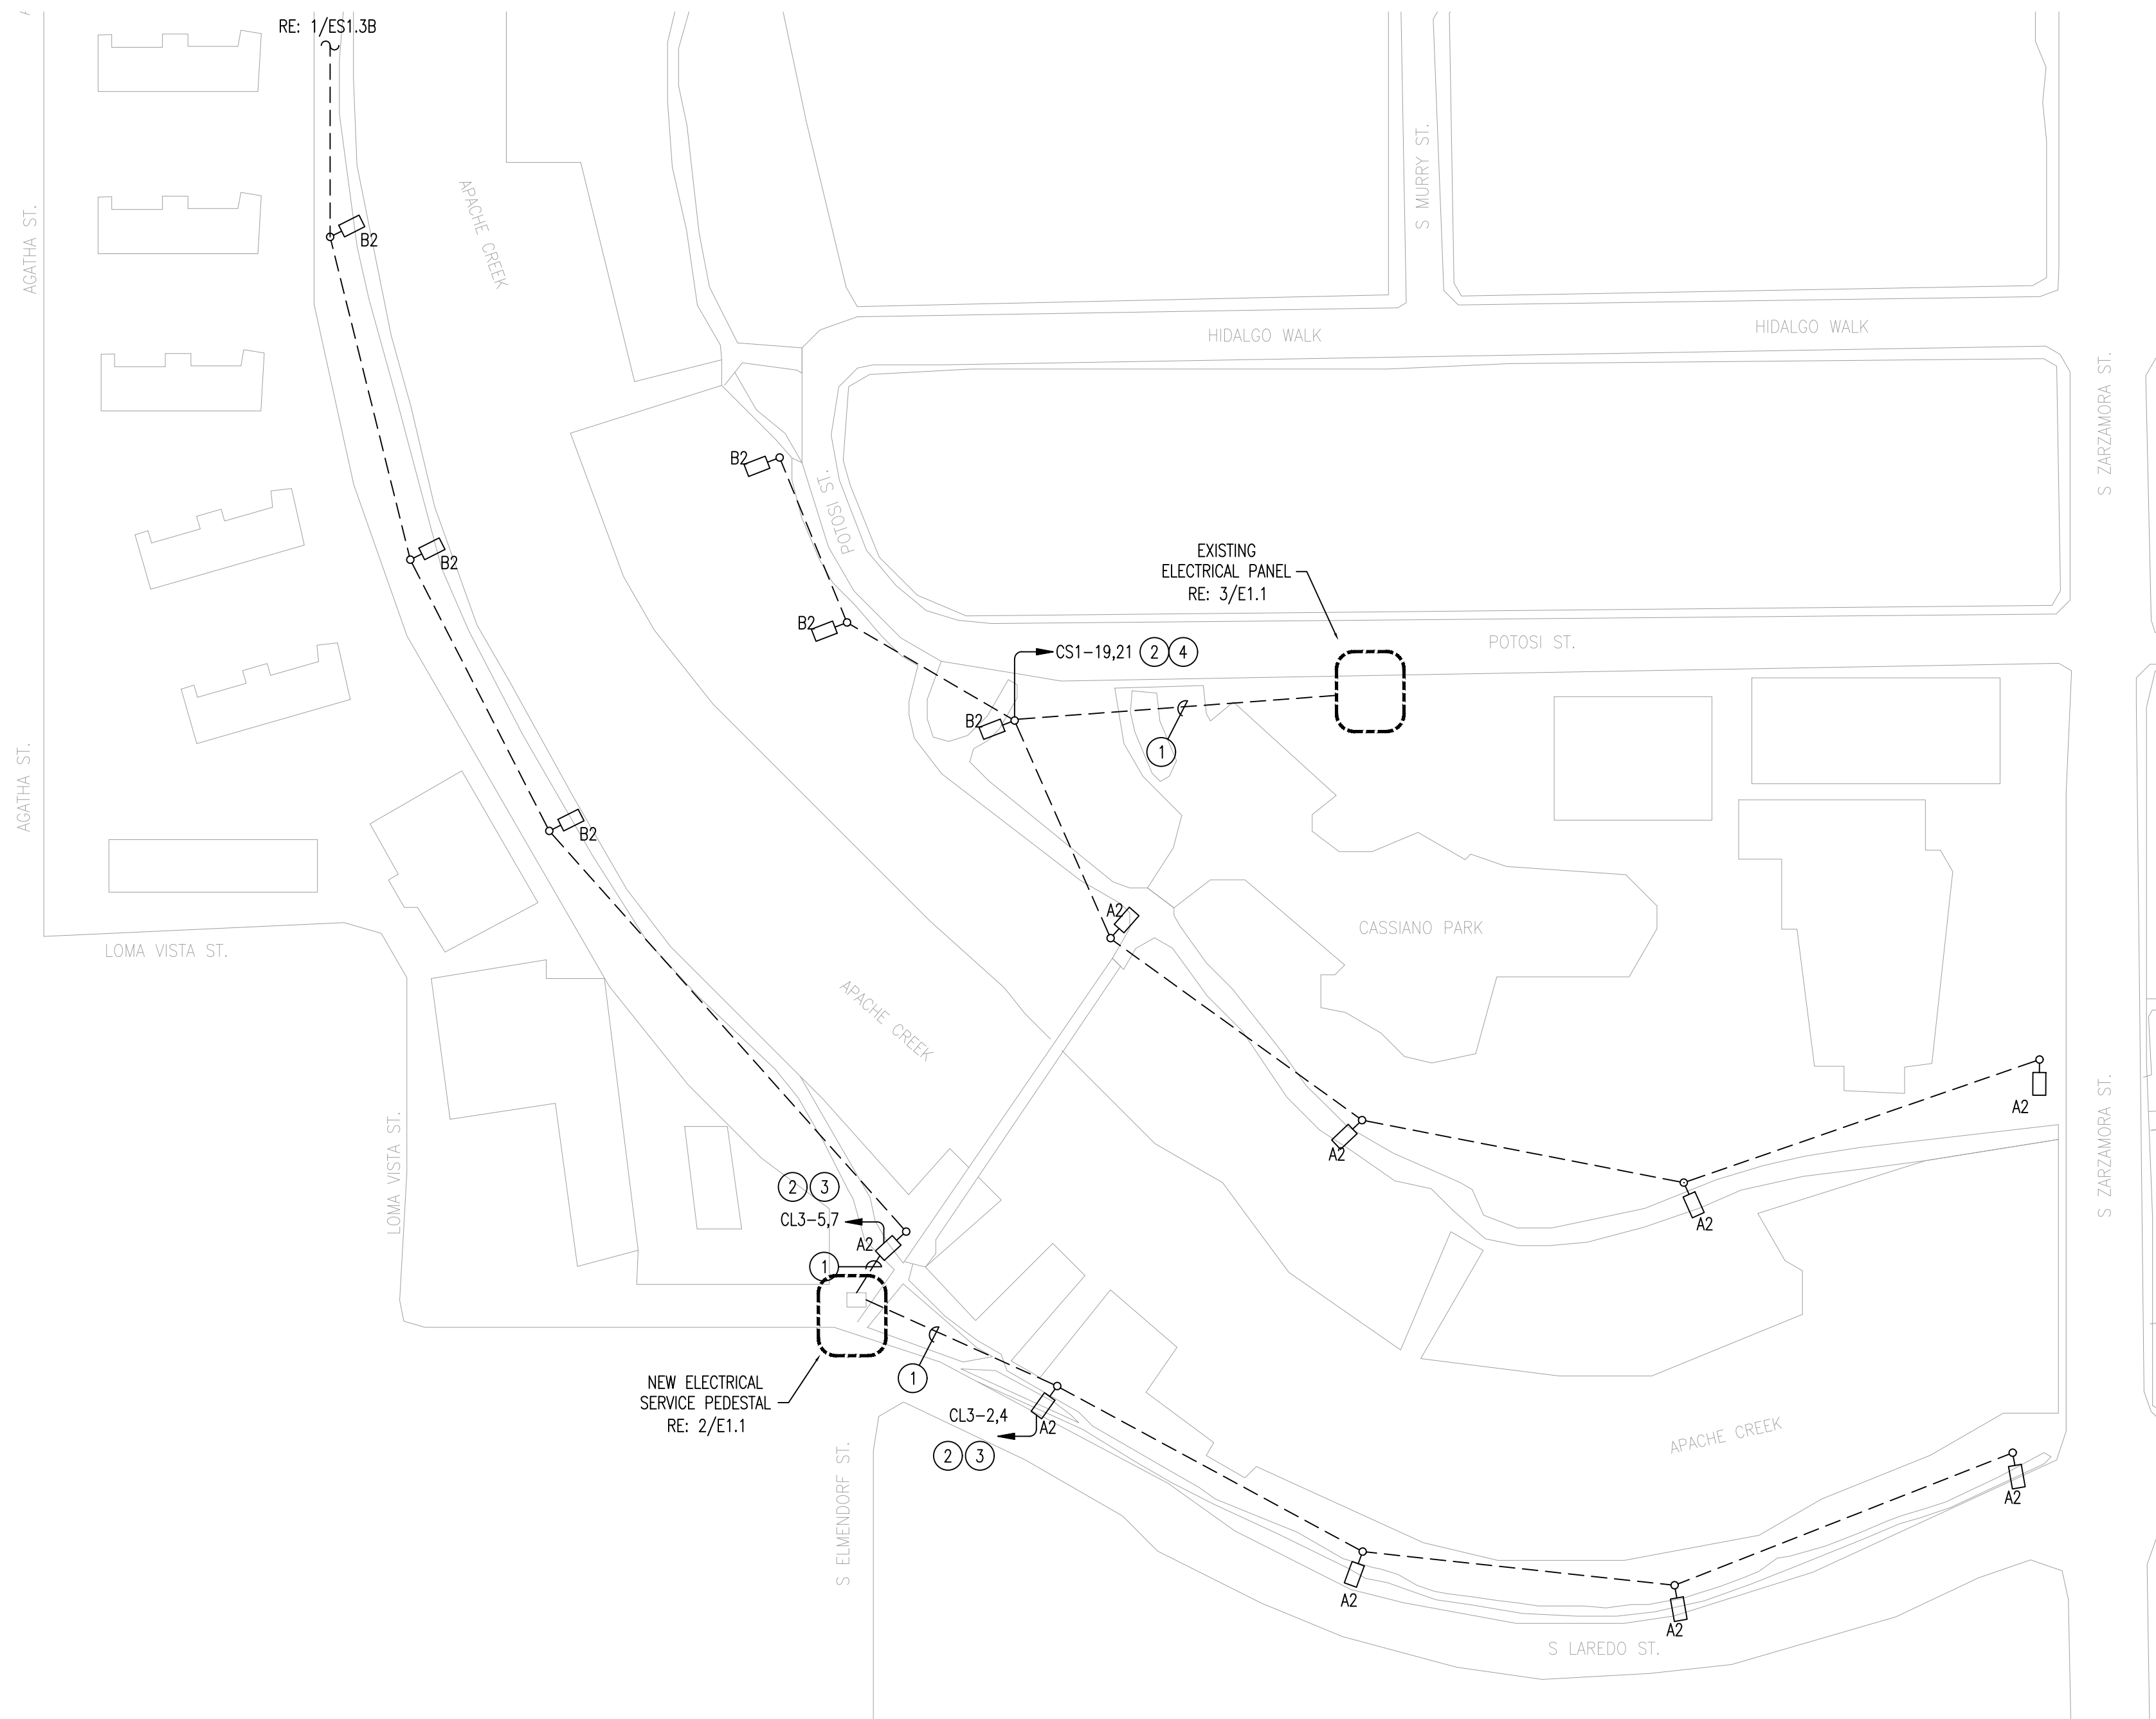 RE: 1/ES1.3B
S MURRY ST.
AGATHA ST.
APACHE CREEK
B2
HIDALGO WALK
HIDALGO WALK
S ZARZAMORA ST.
B2
POTOSI ST.
B2
EXISTING
ELECTRICAL PANEL
RE: 3/E1.1
B2
CS1-19,21 2 4
POTOSI ST.
B2
1
AGATHA ST.
B2
A2
CASSIANO PARK
LOMA VISTA ST.
APACHE CREEK
A2
A2
LOMA VISTA ST.
S ZARZAMORA ST.
2 3
CL3-5,7
A2
A2
1
1
NEW ELECTRICAL
SERVICE PEDESTAL
RE: 2/E1.1
CL3-2,4
A2
2 3
APACHE CREEK
S ELMENDORF ST.
A2
A2
A2
S LAREDO ST.